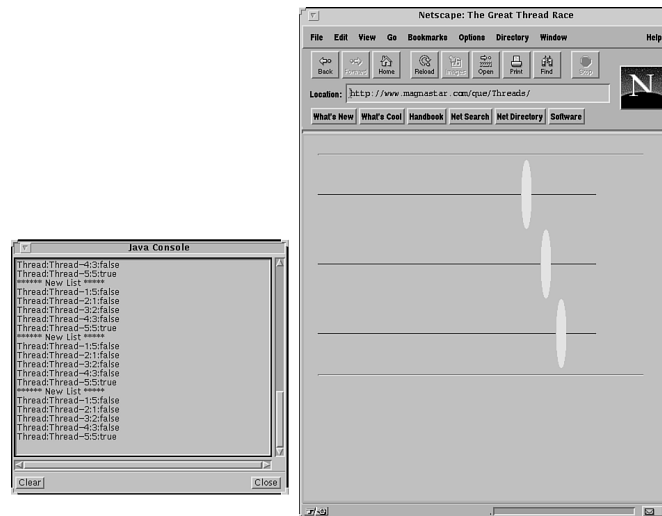 Netscape: The Great Thread Race
File Edit View Go Bookmarks Options Directory Window Help
Back Forward Home Reload Images Open Print Find Stop
Location: http://www.magnastar.com/que/Threads/
N
What's New What's Cool Handbook Net Search Net Directory Software
Java Console
Thread:Thread-4:3:false
Thread:Thread-5:5:true
****** New List *****
Thread:Thread-1:5:false
Thread:Thread-2:1:false
Thread:Thread-3:2:false
Thread:Thread-4:3:false
Thread:Thread-5:5:true
****** New List *****
Thread:Thread-1:5:false
Thread:Thread-2:1:false
Thread:Thread-3:2:false
Thread:Thread-4:3:false
Thread:Thread-5:5:true
****** New List *****
Thread:Thread-1:5:false
Thread:Thread-2:1:false
Thread:Thread-3:2:false
Thread:Thread-4:3:false
Thread:Thread-5:5:true
Clear Close